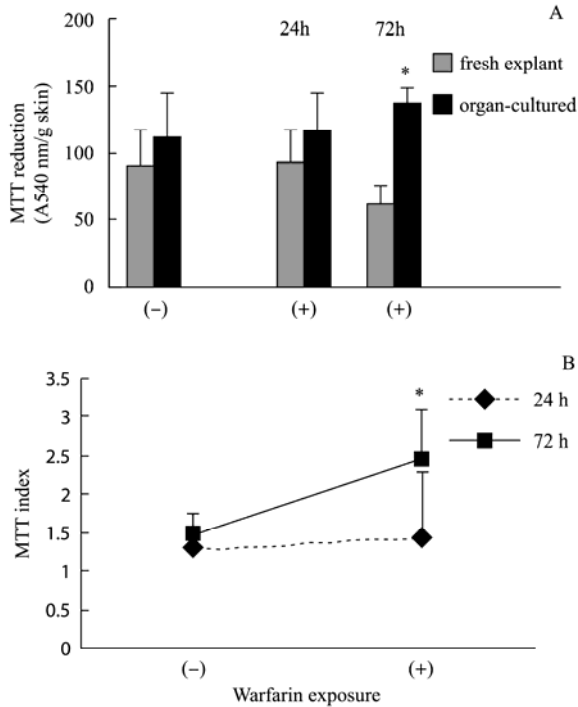 A
24h 72h
*
fresh explant
organ-cultured
MTT reduction
(A540 nm/g skin)
200
150
100
50
0
(−) (+) (+)
B
*
24 h
72 h
MTT index
3.5
3
2.5
2
1.5
1
0.5
0
(−) (+)
Warfarin exposure